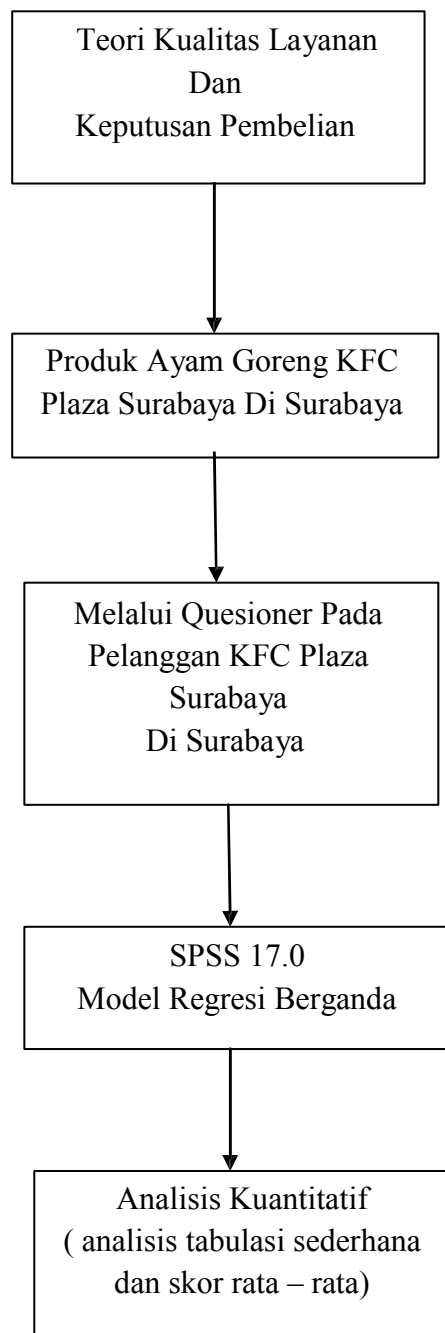 Teori Kualitas Layanan
Dan
Keputusan Pembelian
Produk Ayam Goreng KFC
Plaza Surabaya Di Surabaya
Melalui Quesioner Pada
Pelanggan KFC Plaza
Surabaya
Di Surabaya
SPSS 17.0
Model Regresi Berganda
Analisis Kuantitatif
( analisis tabulasi sederhana
dan skor rata – rata)